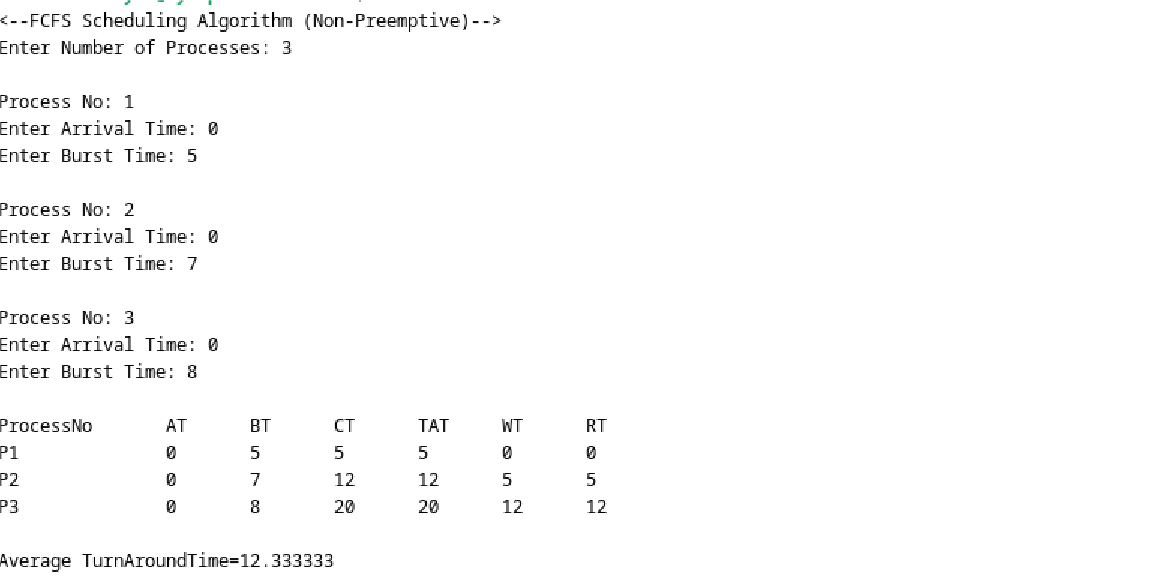 <--FCFS Scheduling Algorithm (Non-Preemptive)-->
Enter Number of Processes: 3
Process No: 1
Enter Arrival Time: 0
Enter Burst Time: 5
Process No: 2
Enter Arrival Time: 0
Enter Burst Time: 7
Process No: 3
Enter Arrival Time: 0
Enter Burst Time: 8
ProcessNo AT BT CT TAT WT RT
P1 0 5 5 5 0 0
P2 0 7 12 12 5 5
P3 0 8 20 20 12 12
Average TurnAroundTime=12.333333